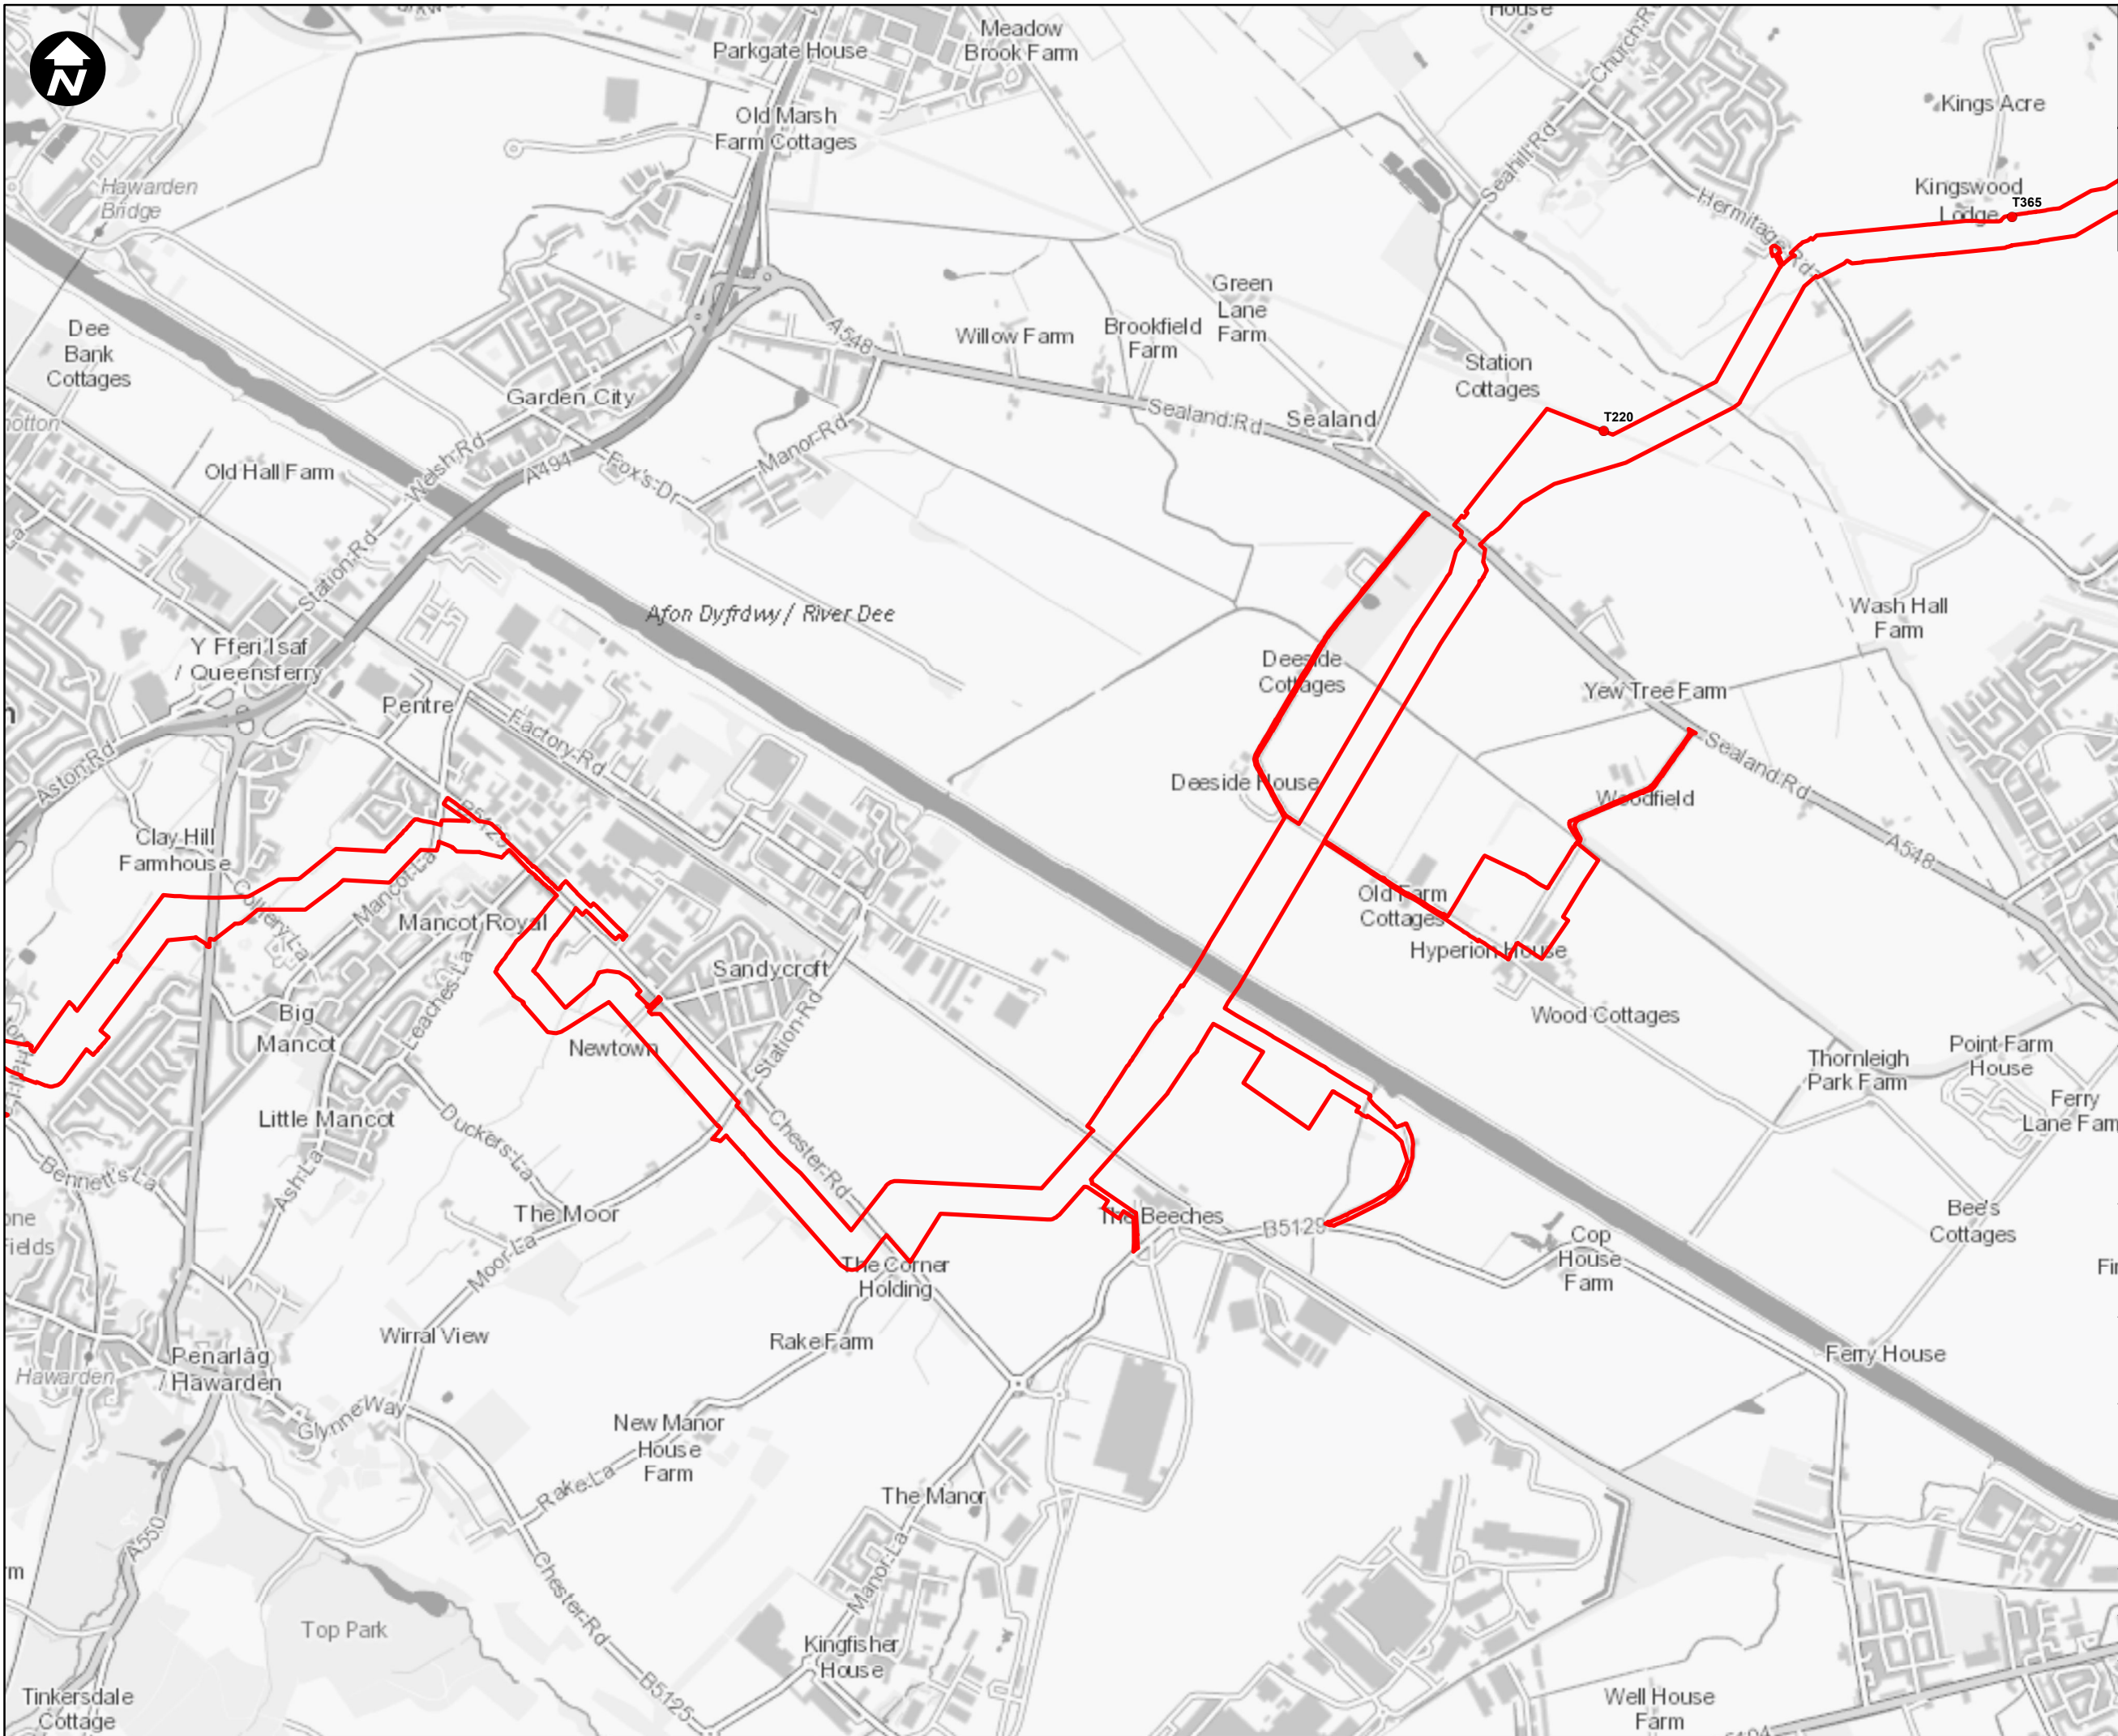 House
Meadow
Brook Farm
Parkgate House
Church-R
N
Kings Acre
Old Marsh
Farm Cottages
Seahill Rd
Hawarden
Bridge
Kingswood
Lodge
T365
Hermitage Rd
Green
Lane
Farm
Dee
Bank
Cottages
A548
Willow Farm
Brookfield
Farm
Station
Cottages
Garden City
Sealand Rd
Sealand
T220
Manor-Rd
Old Hall Farm
Welsh Rd
A494
Fox's-Dr
Station Rd
Afon Dyfrdwy / River Dee
Wash Hall
Farm
Y Fferi Isaf
/ Queensferry
Deeside
Cottages
Yew Tree Farm
Pentre
Factory-Rd
Aston Rd
Sealand Rd
Deeside House
Woodfield
B5129
Clay Hill
Farmhouse
A548
Mancot-La
Old Farm
Cottages
Colliery-La
Mancot Royal
Hyperion House
Sandycroft
Leaches-La
Big
Mancot
Wood Cottages
Newtown
Station-Rd
Point Farm
House
Thornleigh
Park Farm
Little Mancot
Ferry
Lane Farm
Duckers-La
Chester-Rd
Bennett's La
Ash-La
The Moor
The Beeches
B5129
Bee's
Cottages
Cop
House
Farm
Moor-La
The Corner
Holding
Wirral View
Rake Farm
Ferry House
Penarlâg
/ Hawarden
Hawarden
Glynne Way
New Manor
House
Farm
Rake-La
The Manor
A550
Manor-La
Chester-Rd
Top Park
Kingfisher
House
B5125
Tinkersdale
Cottage
Well House
Farm